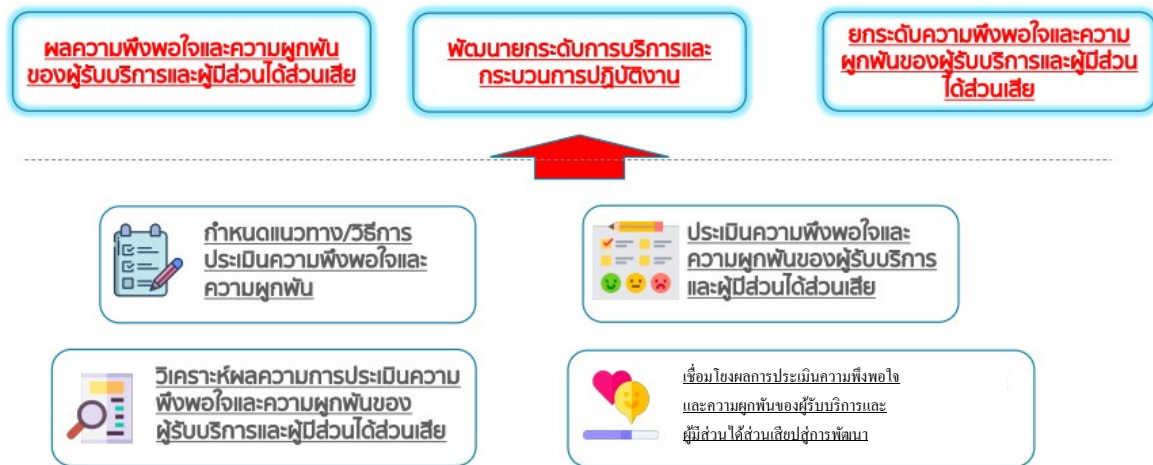 ผลความพึงพอใจและความผูกพัน
ของผู้รับบริการและผู้มีส่วนได้ส่วนเสีย
พัฒนายกระดับการบริการและ
กระบวนการปฏิบัติงาน
ยกระดับความพึงพอใจและความ
ผูกพันของผู้รับบริการและผู้มีส่วน
ได้ส่วนเสีย
กำหนดแนวทาง/วิธีการ
ประเมินความพึงพอใจและ
ความผูกพัน
ประเมินความพึงพอใจและ
ความผูกพันของผู้รับบริการ
และผู้มีส่วนได้ส่วนเสีย
วิเคราะห์ผลความการประเมินความ
พึงพอใจและความผูกพันของ
ผู้รับบริการและผู้มีส่วนได้ส่วนเสีย
เชื่อมโยงผลการประเมินความพึงพอใจ
และความผูกพันของผู้รับบริการและ
ผู้มีส่วนได้ส่วนเสียปสู่การพัฒนา